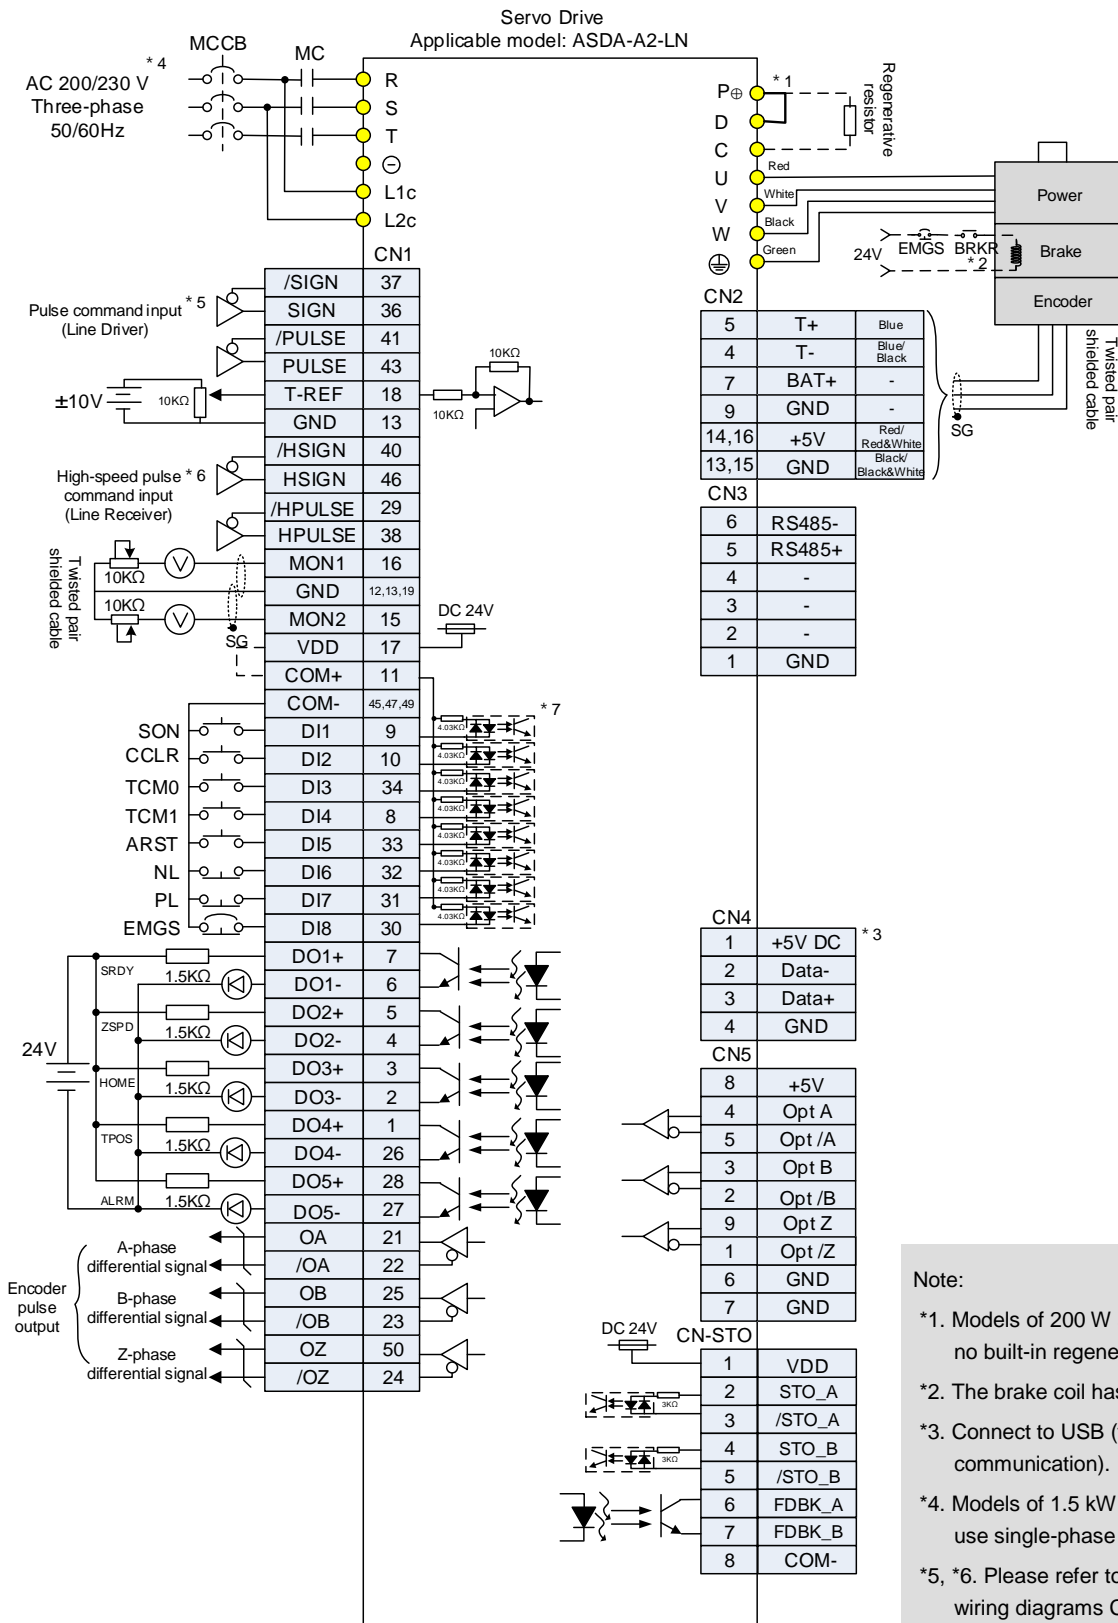 Servo Drive
Applicable model: ASDA-A2-LN
MCCB
MC
* 4
AC 200/230 V
Three-phase
50/60Hz
R
S
T
⊖
L1c
L2c
P⊕
* 1
D
C
Regenerative
resistor
U Red
V White
W Black
Green
Power
24V
EMGS
BRKR
* 2
Brake
Encoder
Twisted pair
shielded cable
SG
CN1
/SIGN 37
SIGN 36
/PULSE 41
PULSE 43
T-REF 18
GND 13
/HSIGN 40
HSIGN 46
/HPULSE 29
HPULSE 38
MON1 16
GND 12,13,19
MON2 15
VDD 17
COM+ 11
COM- 45,47,49
DI1 9
DI2 10
DI3 34
DI4 8
DI5 33
DI6 32
DI7 31
DI8 30
DO1+ 7
DO1- 6
DO2+ 5
DO2- 4
DO3+ 3
DO3- 2
DO4+ 1
DO4- 26
DO5+ 28
DO5- 27
OA 21
/OA 22
OB 25
/OB 23
OZ 50
/OZ 24
Pulse command input * 5
(Line Driver)
±10V
10KΩ
10KΩ
10KΩ
High-speed pulse * 6
command input
(Line Receiver)
Twisted pair
shielded cable
10KΩ
V
10KΩ
V
SG
DC 24V
SON
CCLR
TCM0
TCM1
ARST
NL
PL
EMGS
* 7
4.03KΩ
4.03KΩ
4.03KΩ
4.03KΩ
4.03KΩ
4.03KΩ
4.03KΩ
4.03KΩ
24V
SRDY
1.5KΩ
ZSPD
1.5KΩ
HOME
1.5KΩ
TPOS
1.5KΩ
ALRM
1.5KΩ
Encoder
pulse
output
A-phase
differential signal
B-phase
differential signal
Z-phase
differential signal
CN2
5 T+ Blue
4 T- Blue/
Black
7 BAT+ -
9 GND -
14,16 +5V Red/
Red&White
13,15 GND Black/
Black&White
CN3
6 RS485-
5 RS485+
4 -
3 -
2 -
1 GND
CN4
* 3
1 +5V DC
2 Data-
3 Data+
4 GND
CN5
8 +5V
4 Opt A
5 Opt /A
3 Opt B
2 Opt /B
9 Opt Z
1 Opt /Z
6 GND
7 GND
DC 24V
CN-STO
1 VDD
2 STO_A
3 /STO_A
4 STO_B
5 /STO_B
6 FDBK_A
7 FDBK_B
8 COM-
3KΩ
3KΩ
Note:
*1. Models of 200 W
no built-in regene
*2. The brake coil has
*3. Connect to USB (
communication).
*4. Models of 1.5 kW
use single-phase
*5, *6. Please refer to
wiring diagrams C